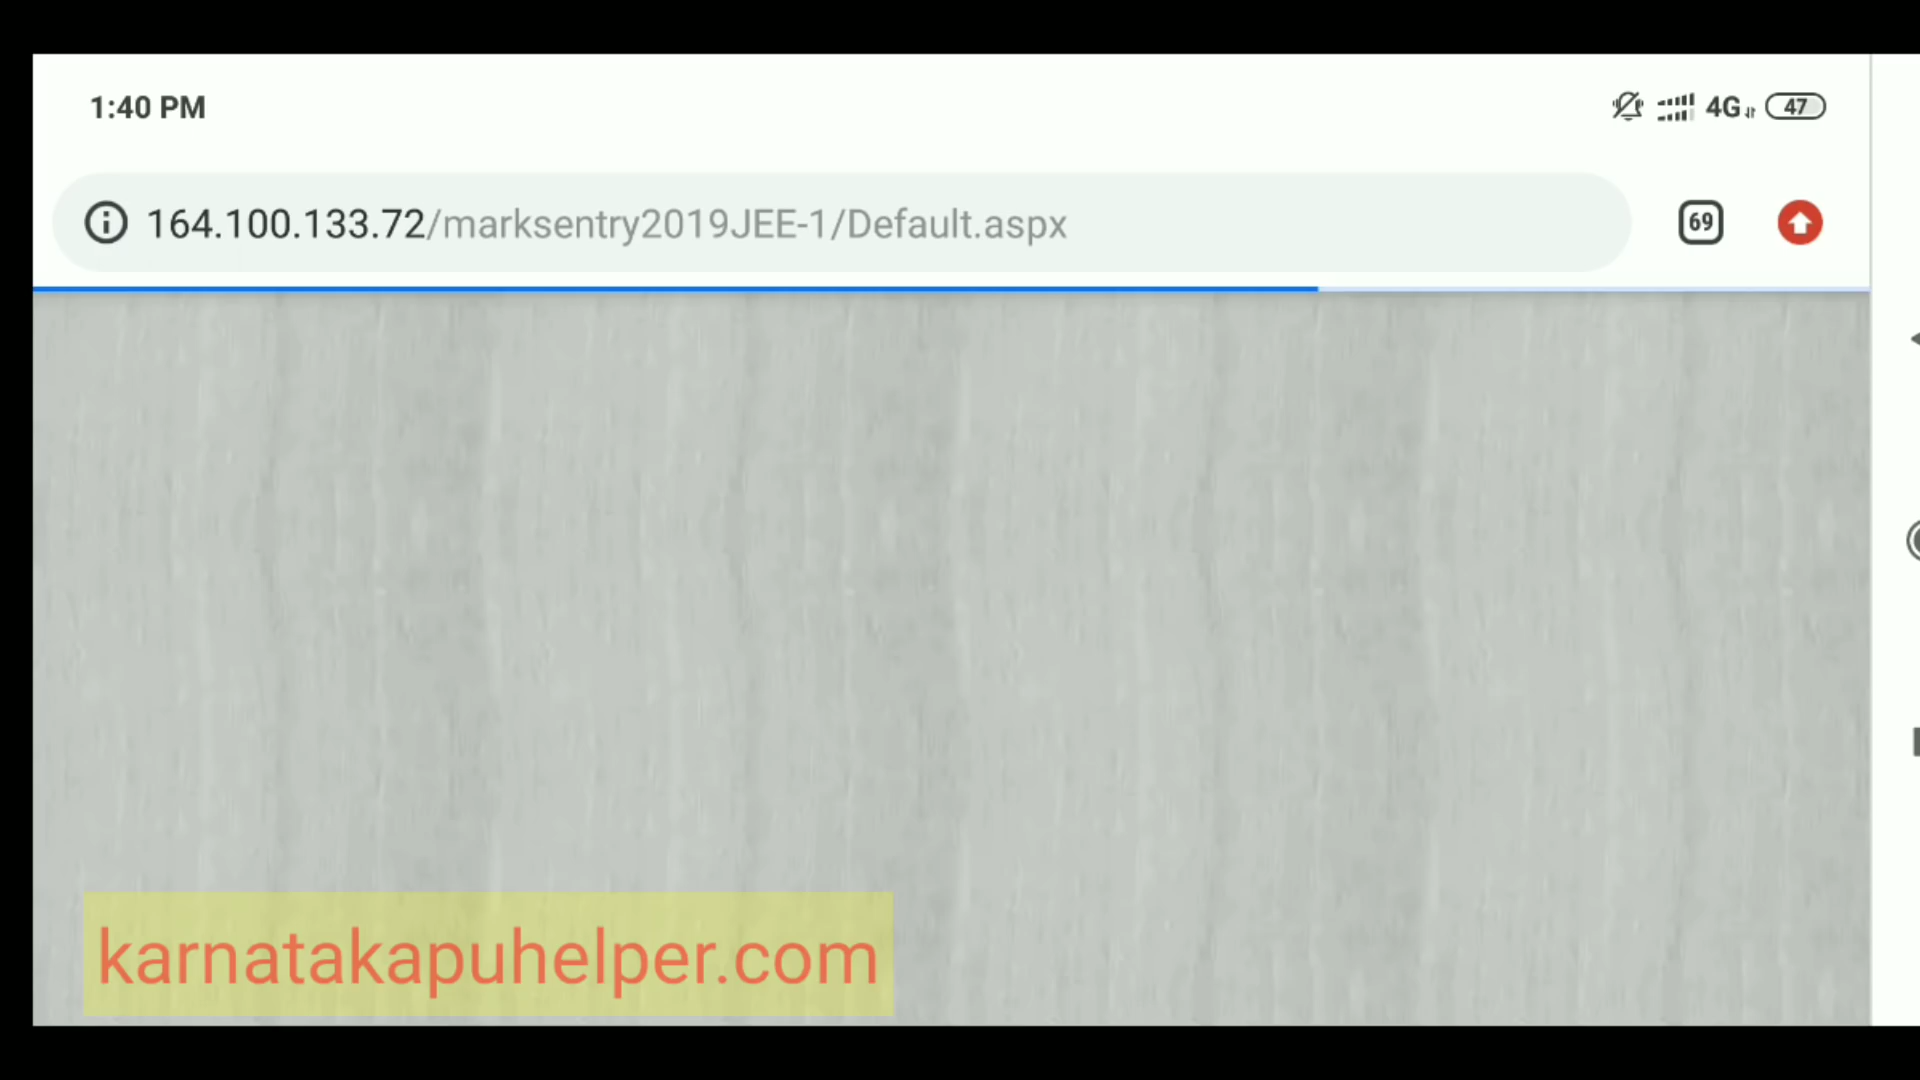 1:40 PM
4G 47
164.100.133.72/marksentry2019JEE-1/Default.aspx
69
karnatakapuhelper.com